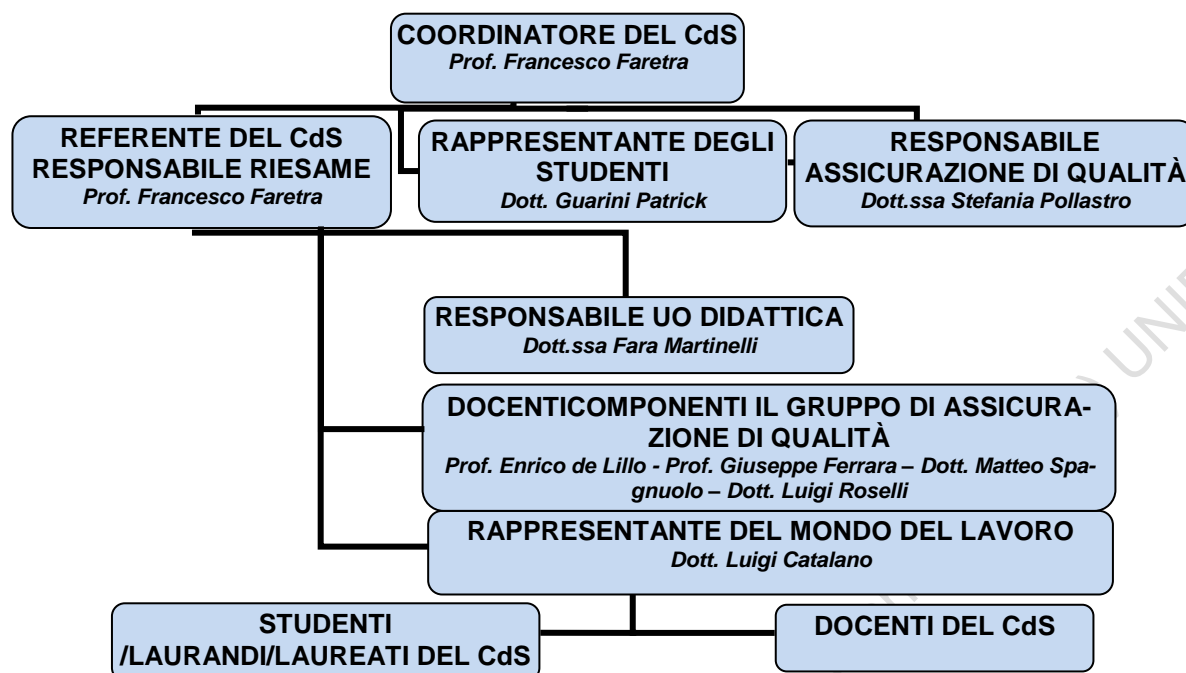 COORDINATORE DEL CdS
Prof. Francesco Faretra
REFERENTE DEL CdS
RESPONSABILE RIESAME
Prof. Francesco Faretra
RAPPRESENTANTE DEGLI
STUDENTI
Dott. Guarini Patrick
RESPONSABILE
ASSICURAZIONE DI QUALITÀ
Dott.ssa Stefania Pollastro
RESPONSABILE UO DIDATTICA
Dott.ssa Fara Martinelli
DOCENTICOMPONENTI IL GRUPPO DI ASSICURA-
ZIONE DI QUALITÀ
Prof. Enrico de Lillo - Prof. Giuseppe Ferrara – Dott. Matteo Spa-
gnuolo – Dott. Luigi Roselli
RAPPRESENTANTE DEL MONDO DEL LAVORO
Dott. Luigi Catalano
STUDENTI
/LAURANDI/LAUREATI DEL CdS
DOCENTI DEL CdS